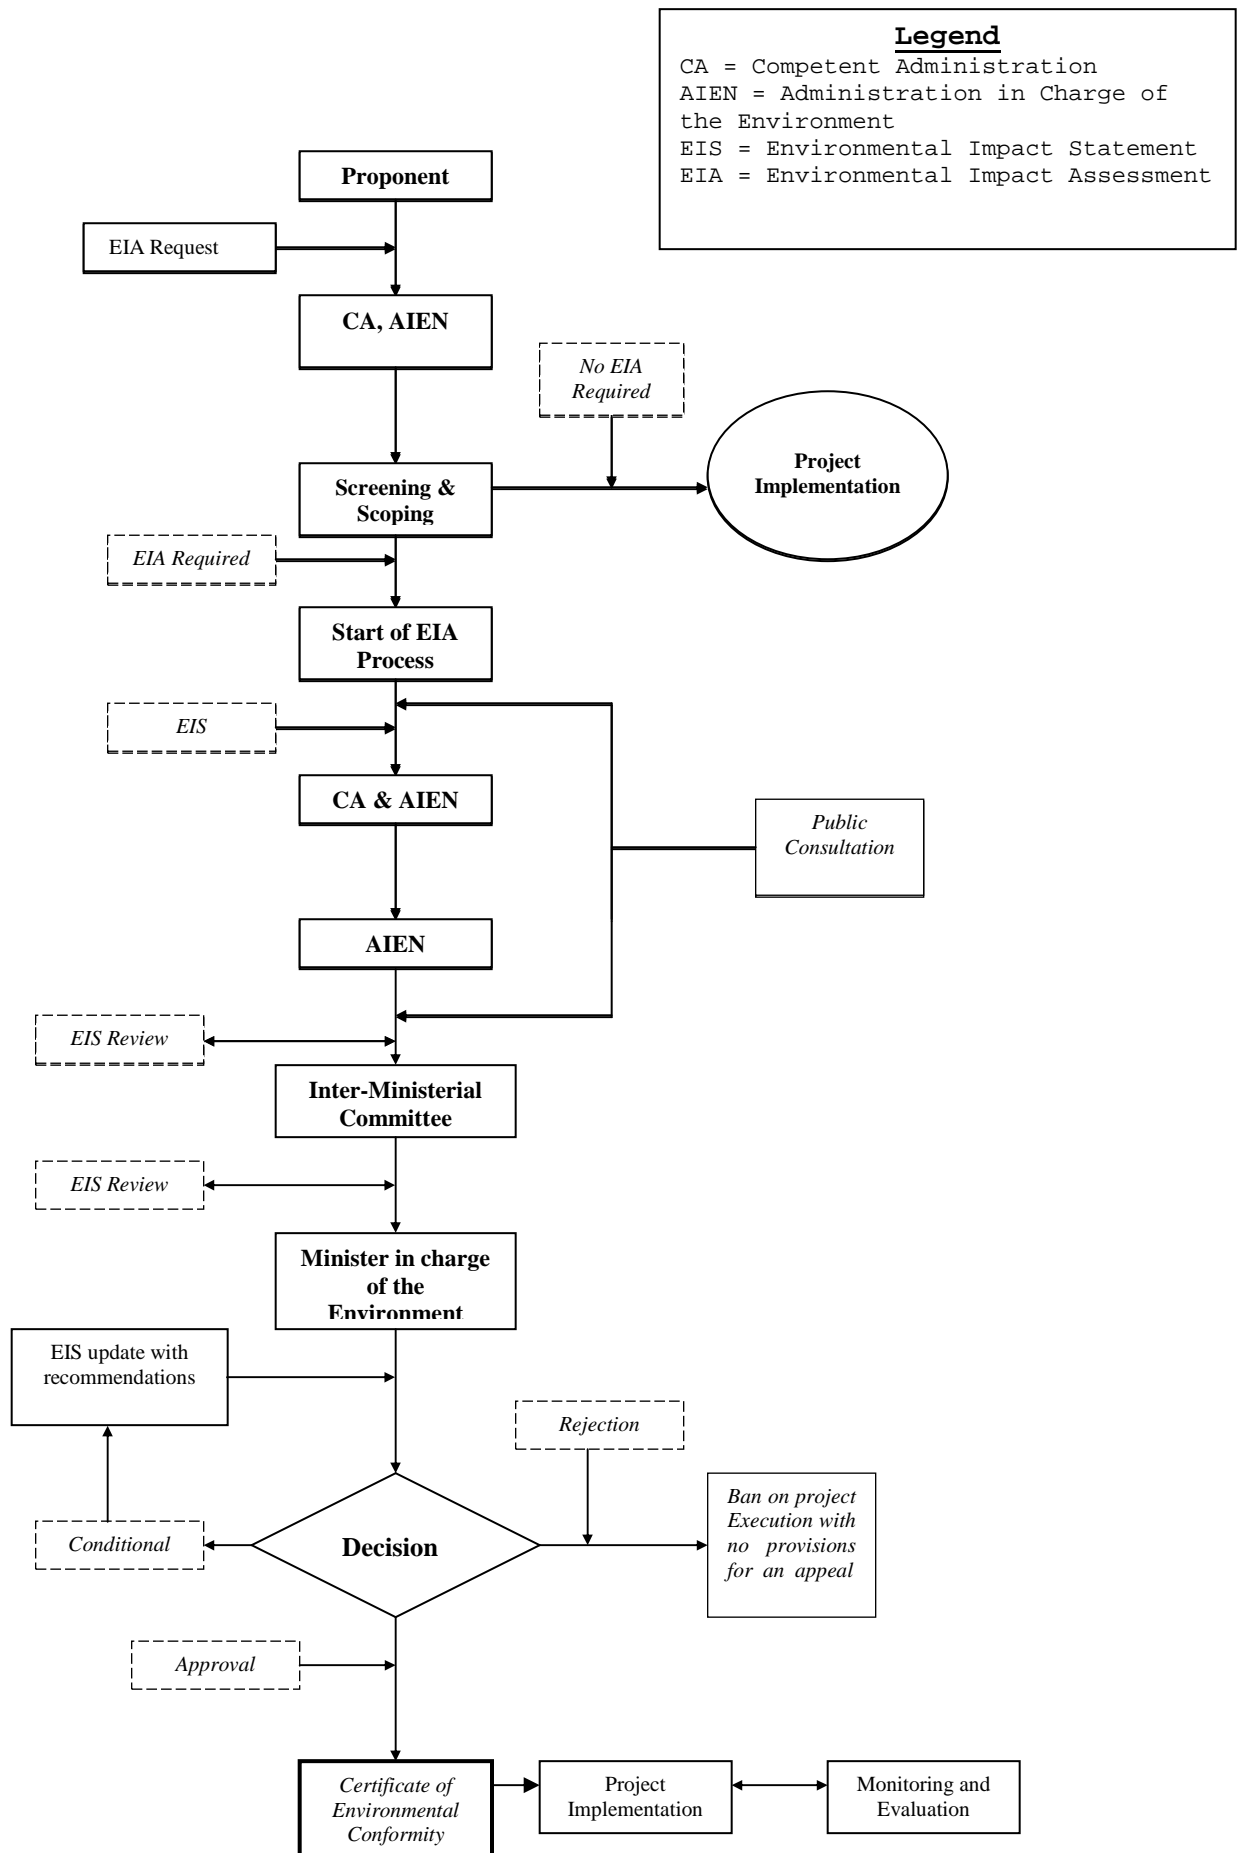 Legend
CA = Competent Administration
AIEN = Administration in Charge of
the Environment
EIS = Environmental Impact Statement
EIA = Environmental Impact Assessment
Proponent
EIA Request
CA, AIEN
No EIA
Required
Project
Implementation
Screening &
Scoping
EIA Required
Start of EIA
Process
EIS
CA & AIEN
Public
Consultation
AIEN
EIS Review
Inter-Ministerial
Committee
EIS Review
Minister in charge
of the
Environment
EIS update with
recommendations
Rejection
Ban on project
Execution with
no provisions
for an appeal
Conditional
Decision
Approval
Certificate of
Environmental
Conformity
Project
Implementation
Monitoring and
Evaluation